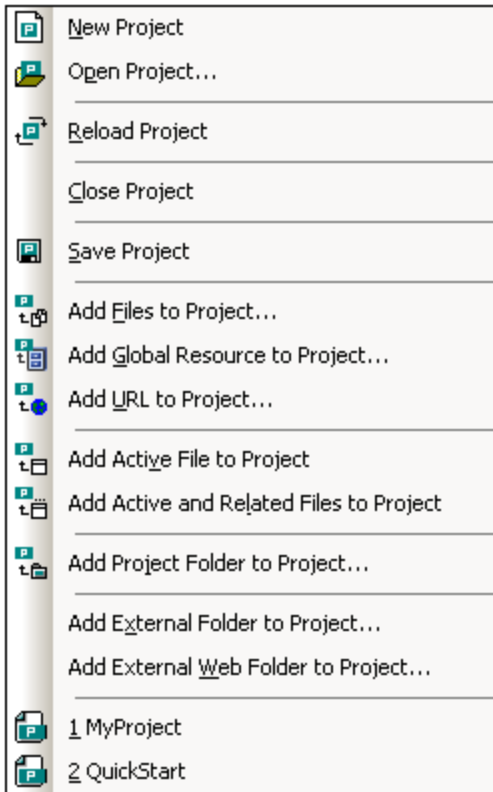 New Project
Open Project...
Reload Project
Close Project
Save Project
Add Files to Project...
Add Global Resource to Project...
Add URL to Project...
Add Active File to Project
Add Active and Related Files to Project
Add Project Folder to Project...
Add External Folder to Project...
Add External Web Folder to Project...
1 MyProject
2 QuickStart